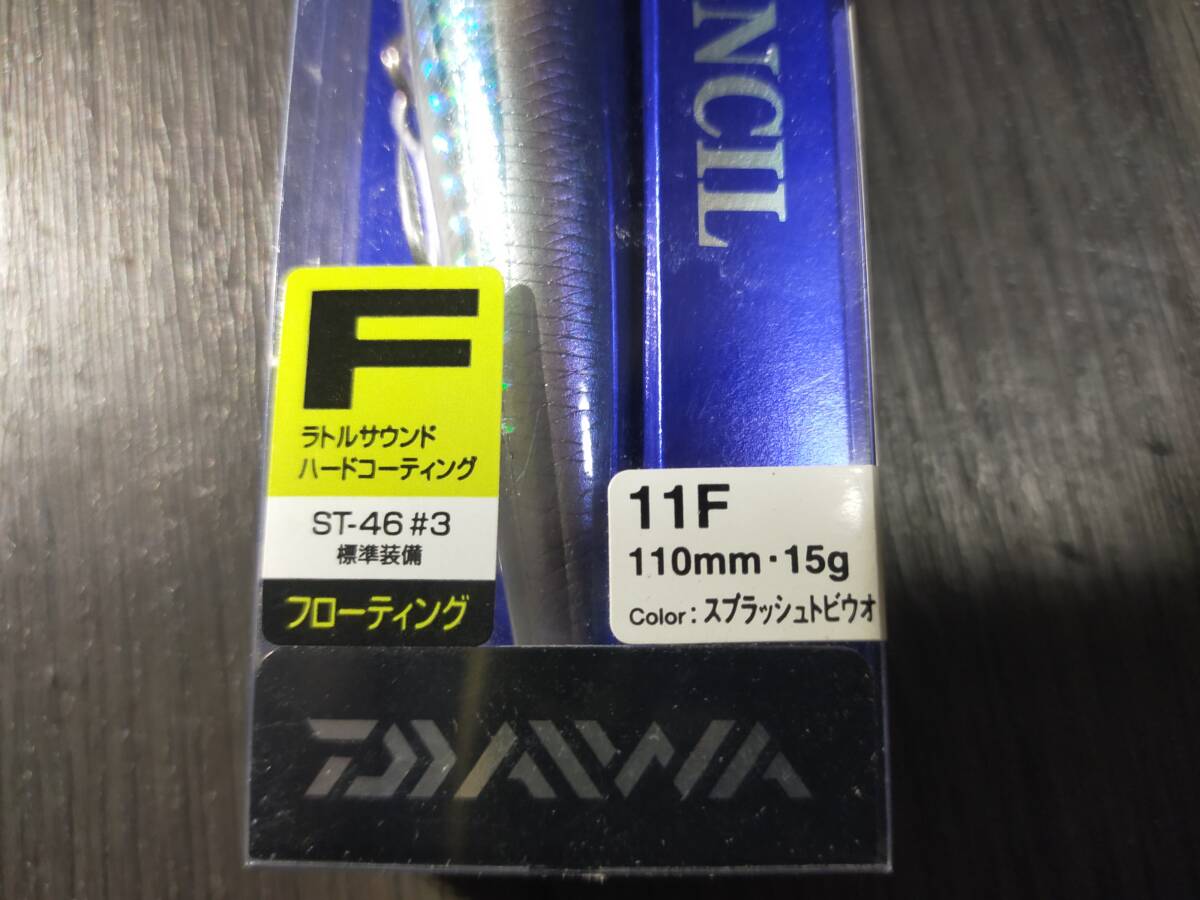 NCIL
F
ラトルサウンド
ハードコーティング
ST-46 #3
標準装備
フローティング
11F
110mm・15g
Color: スプラッシュトビウオ
DAIWA